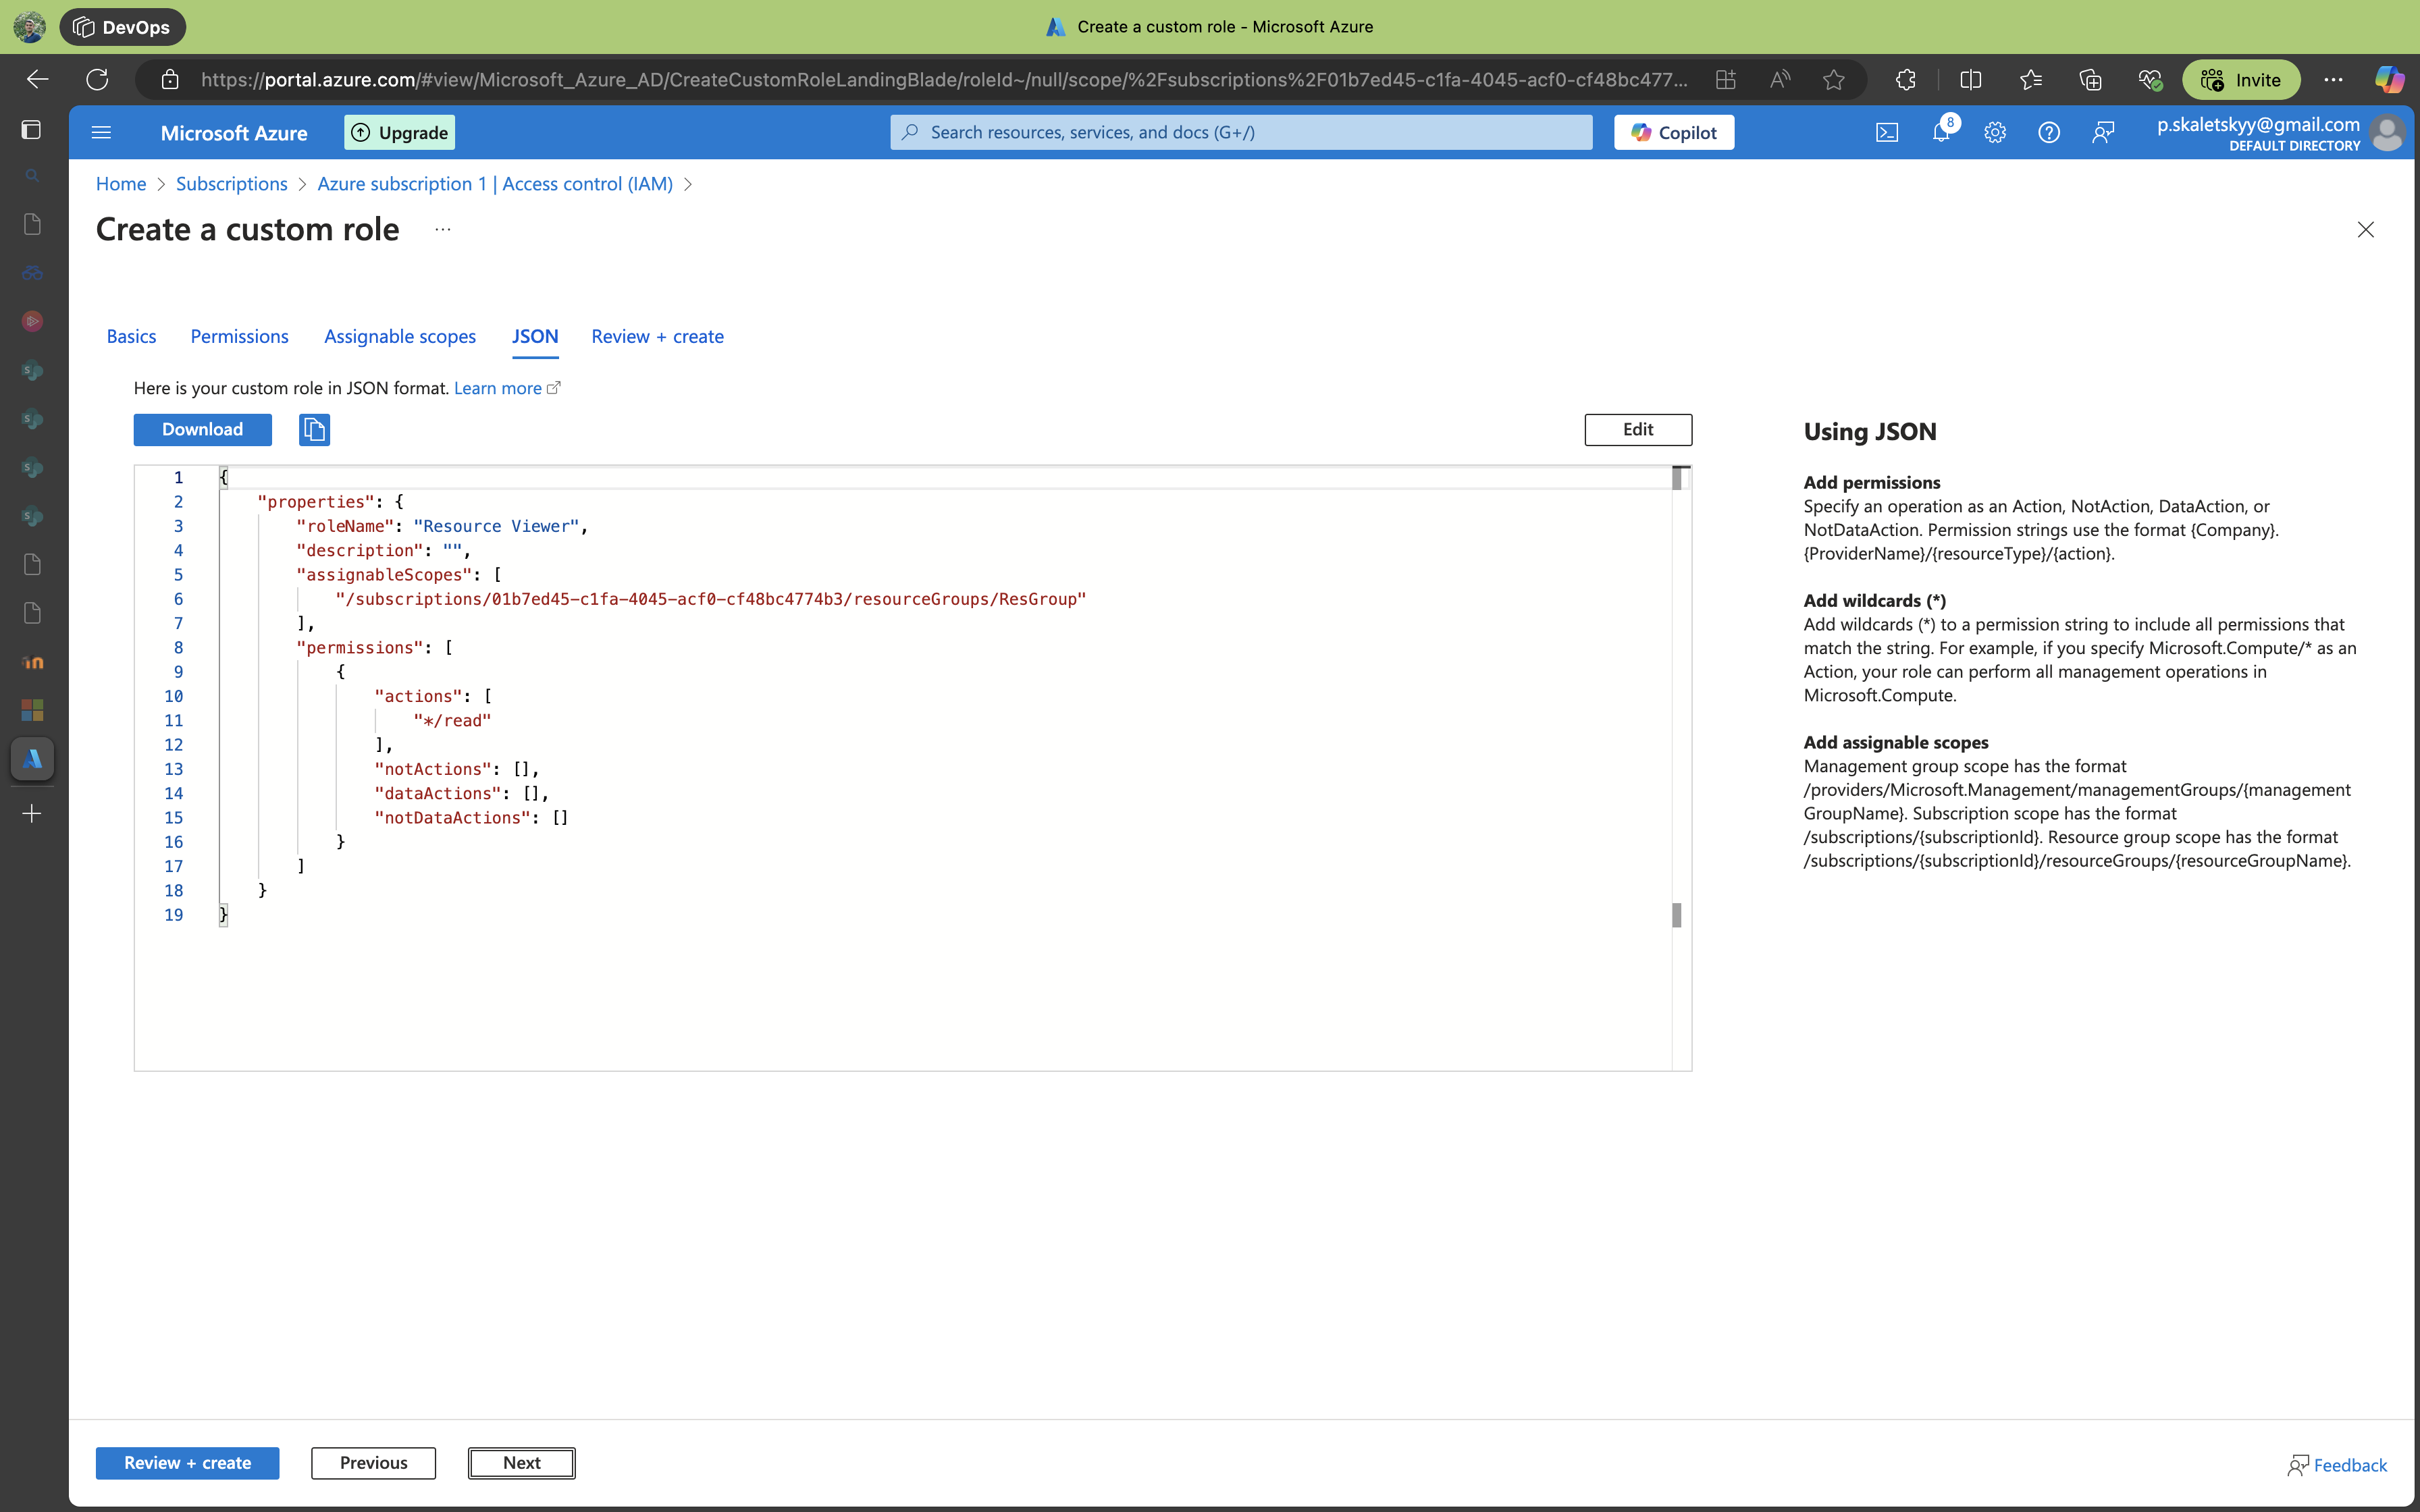 DevOps
Create a custom role - Microsoft Azure
https://portal.azure.com/#view/Microsoft_Azure_AD/CreateCustomRoleLandingBlade/roleId~/null/scope/%2Fsubscriptions%2F01b7ed45-c1fa-4045-acf0-cf48bc477...
Invite
Microsoft Azure
Upgrade
Search resources, services, and docs (G+/)
Copilot
8
p.skaletskyy@gmail.com
DEFAULT DIRECTORY
Home > Subscriptions > Azure subscription 1 | Access control (IAM) >
Create a custom role ...
Basics Permissions Assignable scopes JSON Review + create
Here is your custom role in JSON format. Learn more
Download
Edit
1 {
2 "properties": {
3 "roleName": "Resource Viewer",
4 "description": "",
5 "assignableScopes": [
6 "/subscriptions/01b7ed45-c1fa-4045-acf0-cf48bc4774b3/resourceGroups/ResGroup"
7 ],
8 "permissions": [
9 {
10 "actions": [
11 "*/read"
12 ],
13 "notActions": [],
14 "dataActions": [],
15 "notDataActions": []
16 }
17 ]
18 }
19 }
Using JSON
Add permissions
Specify an operation as an Action, NotAction, DataAction, or
NotDataAction. Permission strings use the format {Company}.
{ProviderName}/{resourceType}/{action}.
Add wildcards (*)
Add wildcards (*) to a permission string to include all permissions that
match the string. For example, if you specify Microsoft.Compute/* as an
Action, your role can perform all management operations in
Microsoft.Compute.
Add assignable scopes
Management group scope has the format
/providers/Microsoft.Management/managementGroups/{management
GroupName}. Subscription scope has the format
/subscriptions/{subscriptionId}. Resource group scope has the format
/subscriptions/{subscriptionId}/resourceGroups/{resourceGroupName}.
Review + create
Previous
Next
Feedback